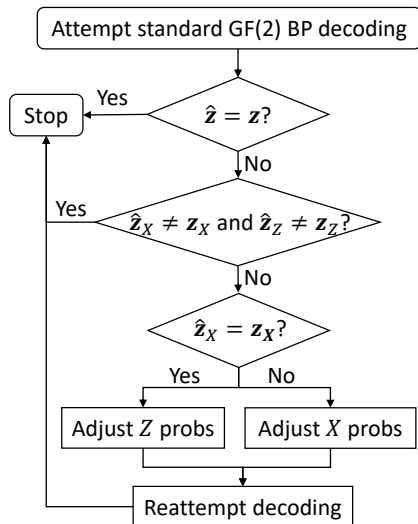 Attempt standard GF(2) BP decoding
Yes
Stop
ẑ = z?
No
Yes
ẑ_X ≠ z_X and ẑ_Z ≠ z_Z?
No
ẑ_X = z_X?
Yes No
Adjust Z probs Adjust X probs
Reattempt decoding